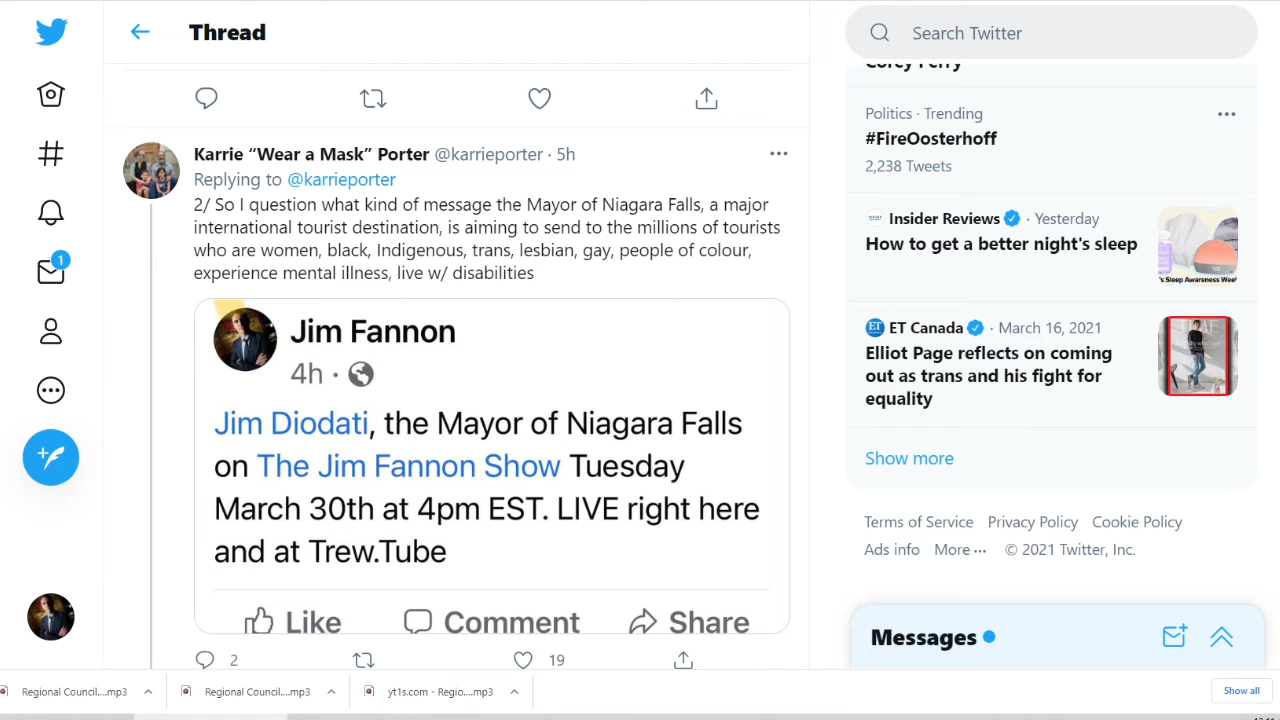 Thread
Karrie “Wear a Mask” Porter @karrieporter · 5h
Replying to @karrieporter
2/ So I question what kind of message the Mayor of Niagara Falls, a major
international tourist destination, is aiming to send to the millions of tourists
who are women, black, Indigenous, trans, lesbian, gay, people of colour,
experience mental illness, live w/ disabilities
Jim Fannon
4h ·
Jim Diodati, the Mayor of Niagara Falls
on The Jim Fannon Show Tuesday
March 30th at 4pm EST. LIVE right here
and at Trew.Tube
Like Comment Share
2 19
1
Search Twitter
Corey Perry
Politics · Trending
#FireOosterhoff
2,238 Tweets
Insider Reviews · Yesterday
How to get a better night's sleep
's Sleep Awareness Wee
ET Canada · March 16, 2021
Elliot Page reflects on coming
out as trans and his fight for
equality
Show more
Terms of Service Privacy Policy Cookie Policy
Ads info More ··· © 2021 Twitter, Inc.
Messages
Regional Council....mp3 Regional Council....mp3 yt1s.com - Regio....mp3 Show all